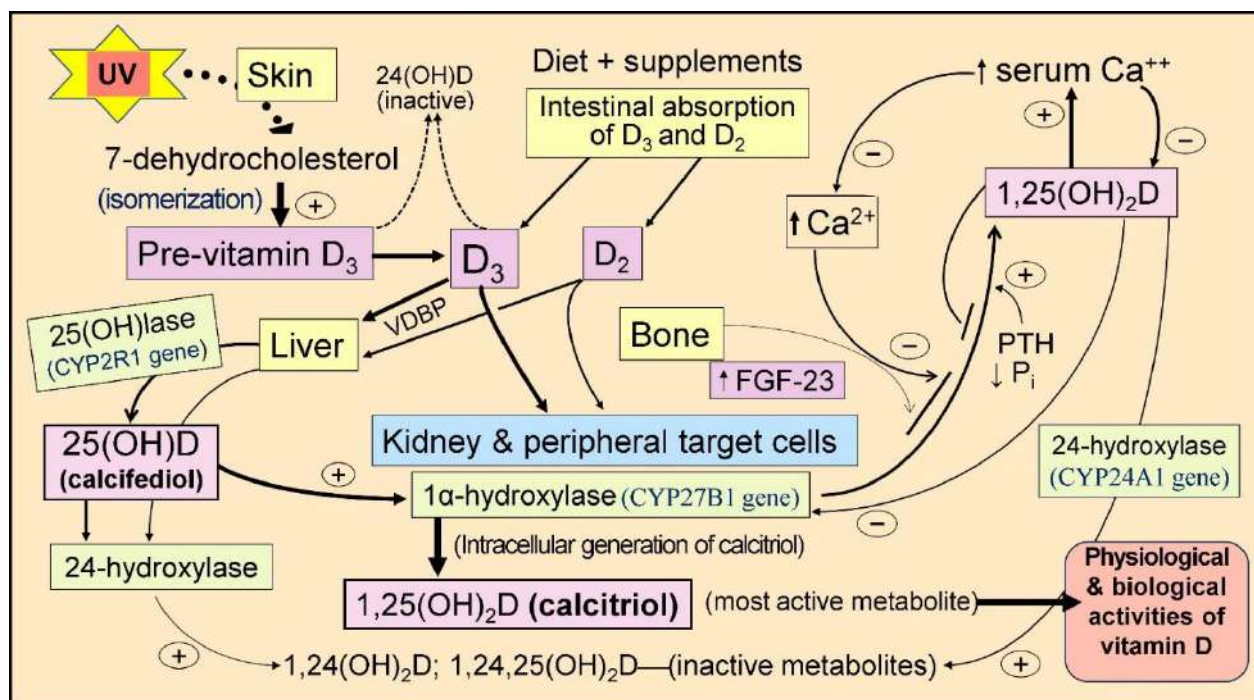 UV
Skin
24(OH)D
(inactive)
Diet + supplements
Intestinal absorption
of D₃ and D₂
↑ serum Ca⁺⁺
7-dehydrocholesterol
(isomerization)
+
+
−
−
↑ Ca²⁺
1,25(OH)₂D
Pre-vitamin D₃
D₃
D₂
VDBP
25(OH)lase
(CYP2R1 gene)
Liver
Bone
↑ FGF-23
−
+
PTH
↓ Pᵢ
25(OH)D
(calcifediol)
+
Kidney & peripheral target cells
1α-hydroxylase (CYP27B1 gene)
−
24-hydroxylase
(CYP24A1 gene)
(Intracellular generation of calcitriol)
24-hydroxylase
1,25(OH)₂D (calcitriol)
(most active metabolite)
Physiological
& biological
activities of
vitamin D
+
1,24(OH)₂D; 1,24,25(OH)₂D—(inactive metabolites)
+